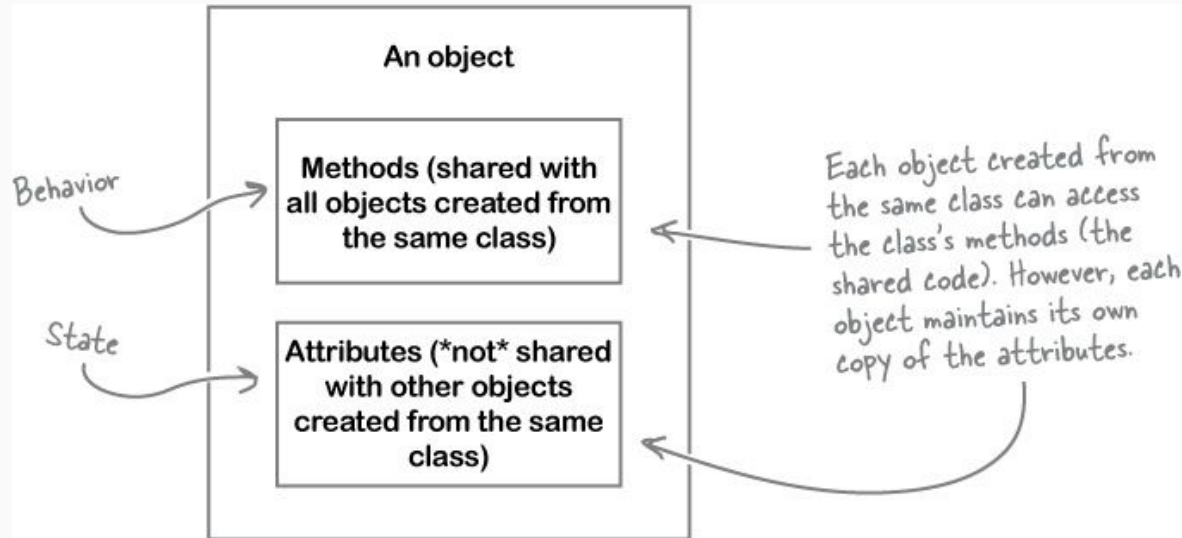 An object
Behavior
Methods (shared with
all objects created from
the same class)
Each object created from
the same class can access
the class's methods (the
shared code). However, each
object maintains its own
copy of the attributes.
State
Attributes (*not* shared
with other objects
created from the same
class)